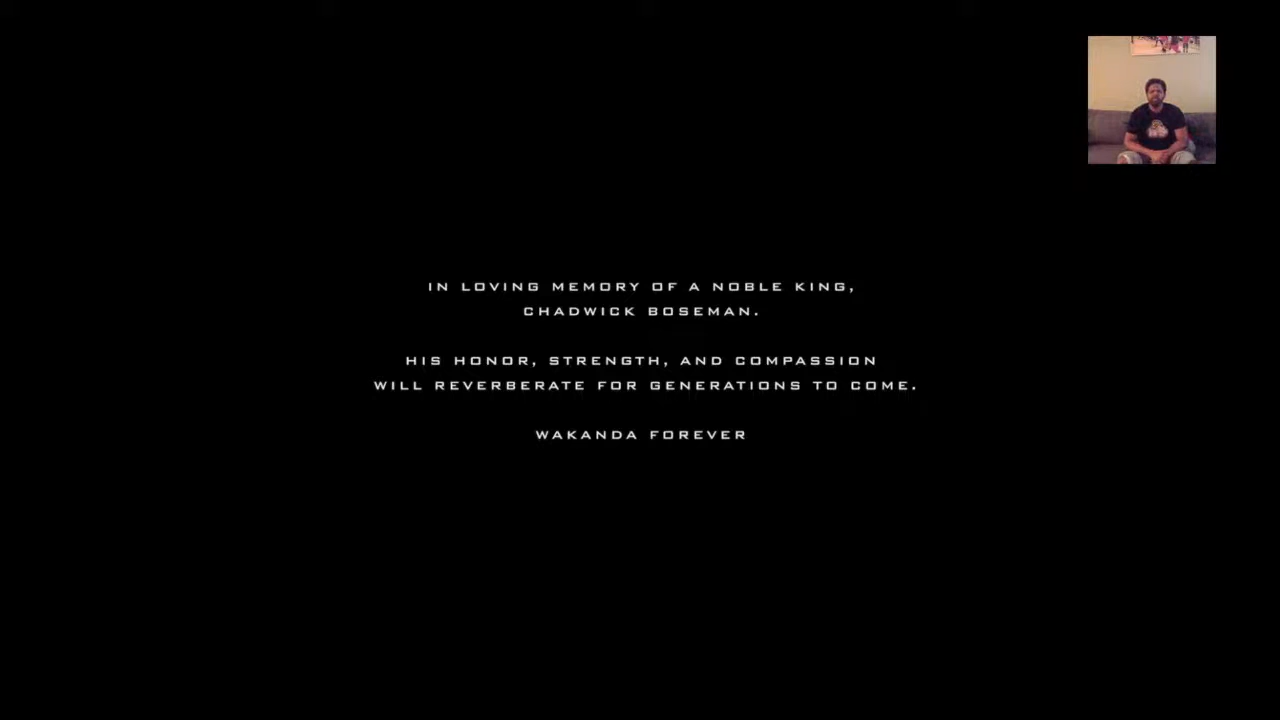 IN LOVING MEMORY OF A NOBLE KING,
CHADWICK BOSEMAN.
HIS HONOR, STRENGTH, AND COMPASSION
WILL REVERBERATE FOR GENERATIONS TO COME.
WAKANDA FOREVER